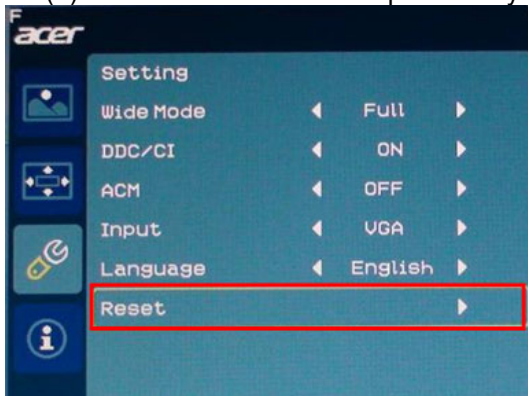 F
acer
Setting
Wide Mode Full
DDC/CI ON
ACM OFF
Input VGA
Language English
Reset